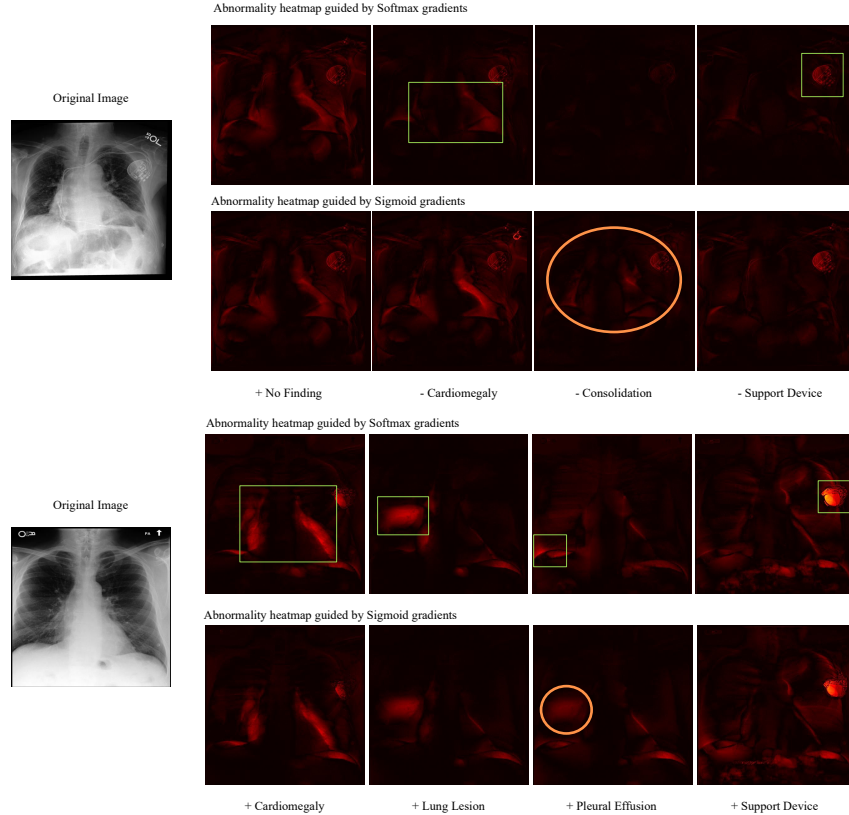 Abnormality heatmap guided by Softmax gradients
Original Image
Abnormality heatmap guided by Sigmoid gradients
+ No Finding
- Cardiomegaly
- Consolidation
- Support Device
Abnormality heatmap guided by Softmax gradients
Original Image
Abnormality heatmap guided by Sigmoid gradients
+ Cardiomegaly
+ Lung Lesion
+ Pleural Effusion
+ Support Device